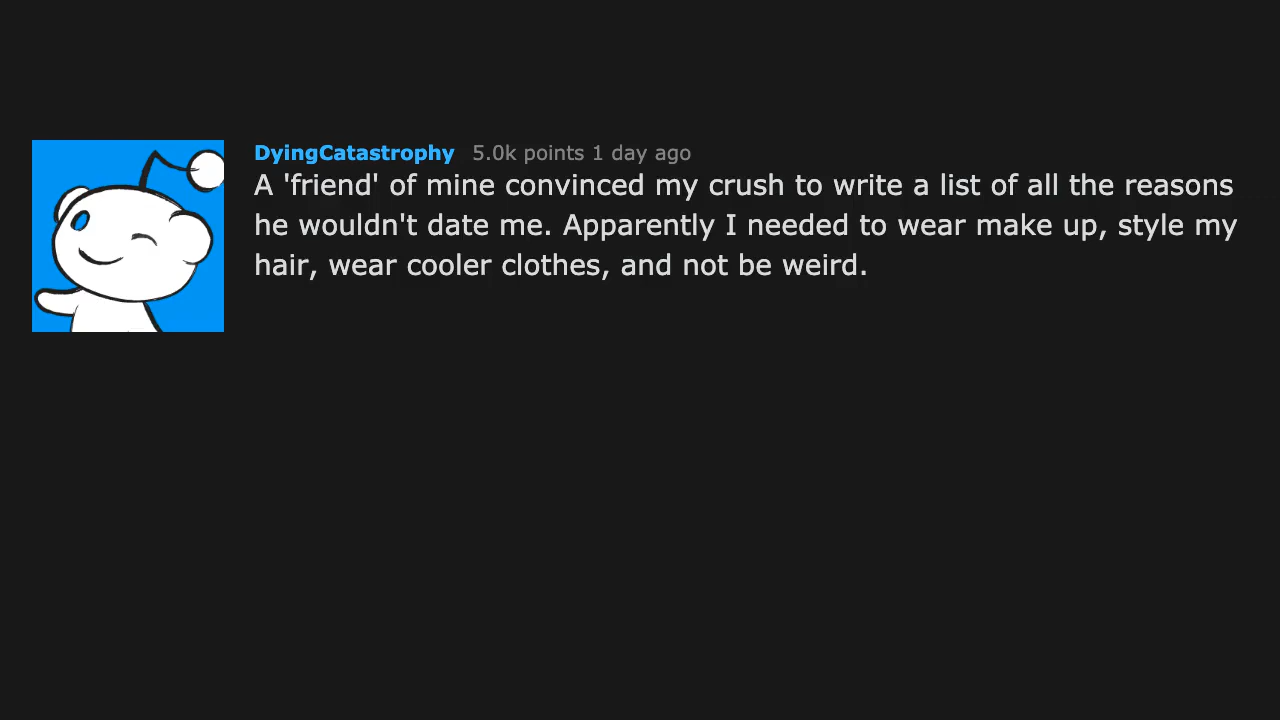 DyingCatastrophy 5.0k points 1 day ago
A 'friend' of mine convinced my crush to write a list of all the reasons
he wouldn't date me. Apparently I needed to wear make up, style my
hair, wear cooler clothes, and not be weird.